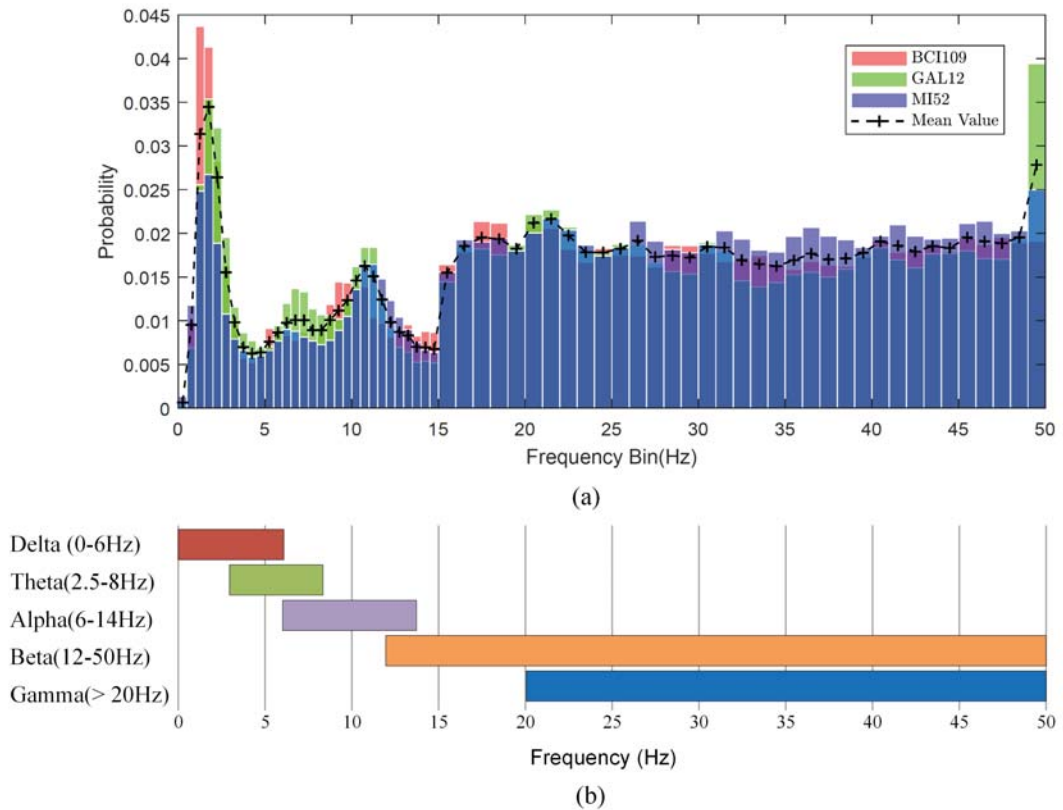 0.045
0.04
0.035
0.03
0.025
0.02
0.015
0.01
0.005
0
Probability
BCI109
GAL12
MI52
Mean Value
0 5 10 15 20 25 30 35 40 45 50
Frequency Bin(Hz)
(a)
Delta (0-6Hz)
Theta(2.5-8Hz)
Alpha(6-14Hz)
Beta(12-50Hz)
Gamma(> 20Hz)
0 5 10 15 20 25 30 35 40 45 50
Frequency (Hz)
(b)